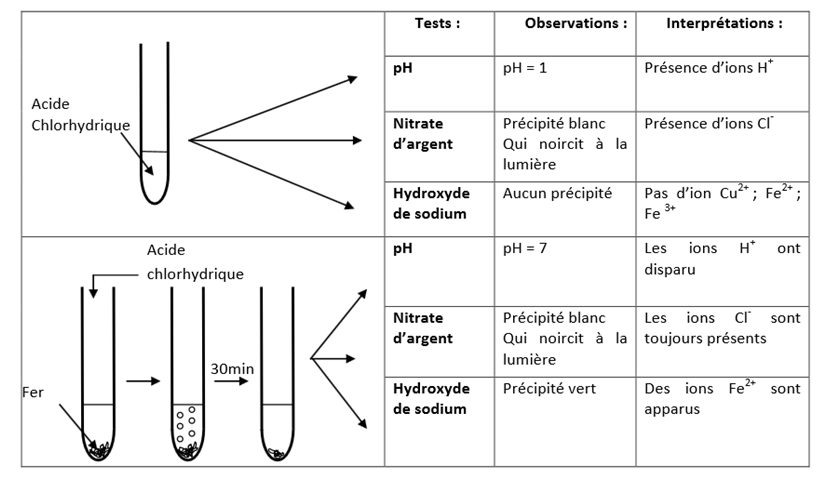 Tests :
Observations :
Interprétations :
Acide
Chlorhydrique
pH
pH = 1
Présence d’ions H⁺
Nitrate
d’argent
Précipité blanc
Qui noircit à la
lumière
Présence d’ions Cl⁻
Hydroxyde
de sodium
Aucun précipité
Pas d’ion Cu²⁺ ; Fe²⁺ ;
Fe ³⁺
Acide
chlorhydrique
30min
Fer
pH
pH = 7
Les ions H⁺ ont
disparu
Nitrate
d’argent
Précipité blanc
Qui noircit à la
lumière
Les ions Cl⁻ sont
toujours présents
Hydroxyde
de sodium
Précipité vert
Des ions Fe²⁺ sont
apparus